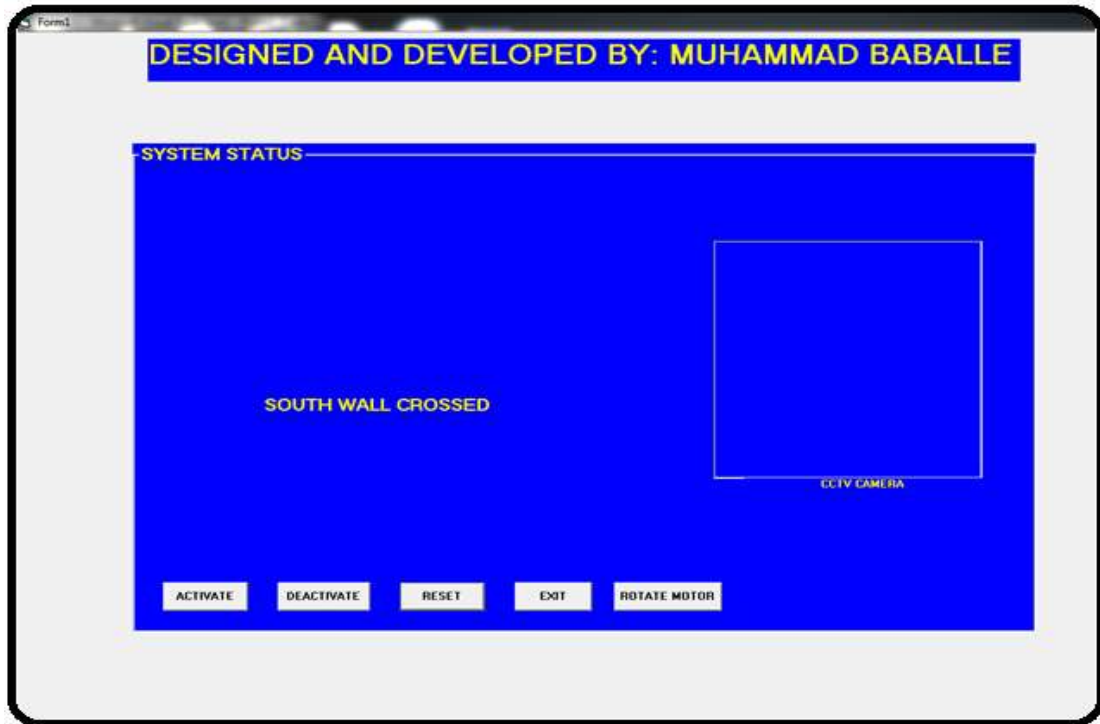 Form1
DESIGNED AND DEVELOPED BY: MUHAMMAD BABALLE
SYSTEM STATUS
SOUTH WALL CROSSED
CCTV CAMERA
ACTIVATE DEACTIVATE RESET EXIT ROTATE MOTOR